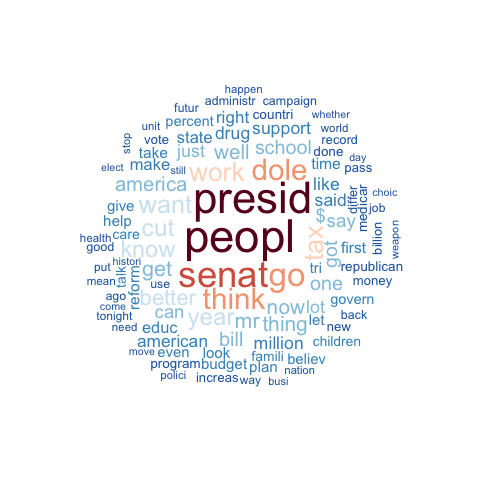 happen
futur administr campaign
percent right countri whether
unit state drug support world
stop vote just well school record
take done day
elect make still work dole time pass
america like choic
give want presid said differ medicar job
help cut $ say
care peopl tax billion weapon
health know got first
good
histori senat go tri republican
put talk reform get one money
mean use think
ago better now lot govern
come can year mr thing let back
tonight educ new
need american bill million children
move even look famili believ
program budget plan nation
polici increas way busi